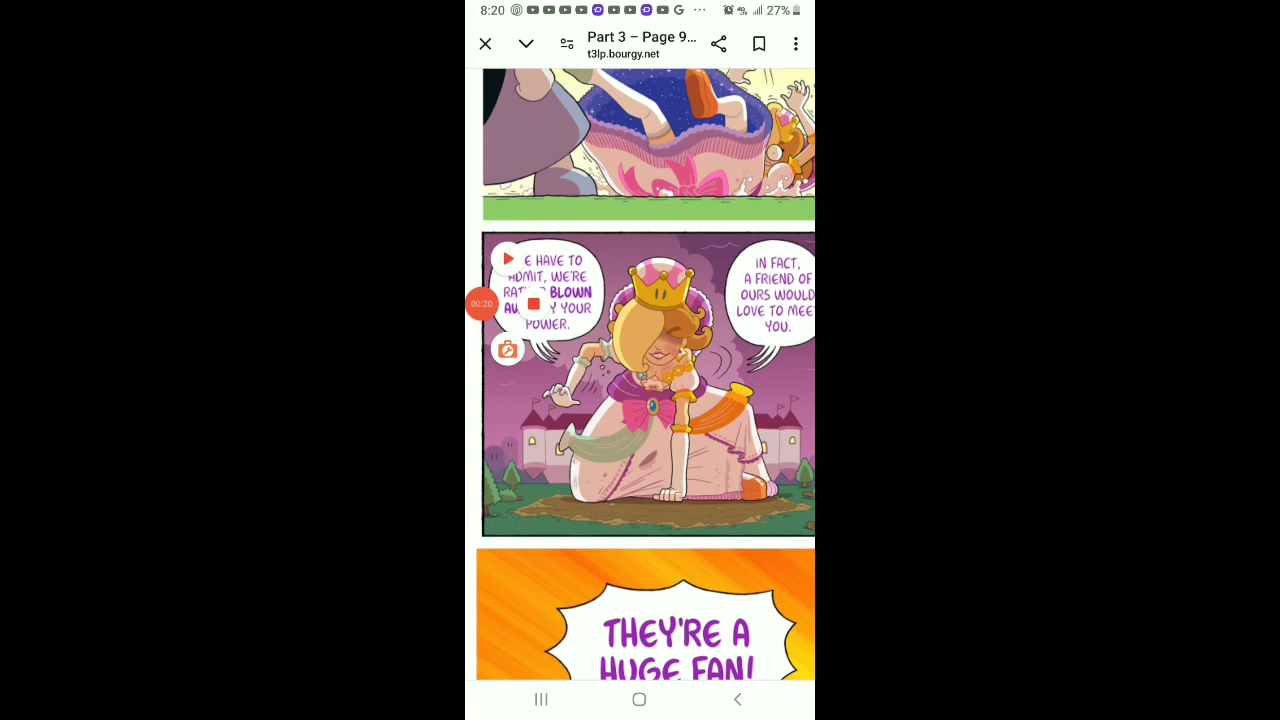 8:20
4G
27%
Part 3 – Page 9...
t3lp.bourgy.net
E HAVE TO
ADMIT, WE'RE
BLOWN
YOUR
POWER.
IN FACT,
A FRIEND OF
OURS WOULD
LOVE TO MEET
YOU.
00:20
THEY'RE A
HUGE FAN!